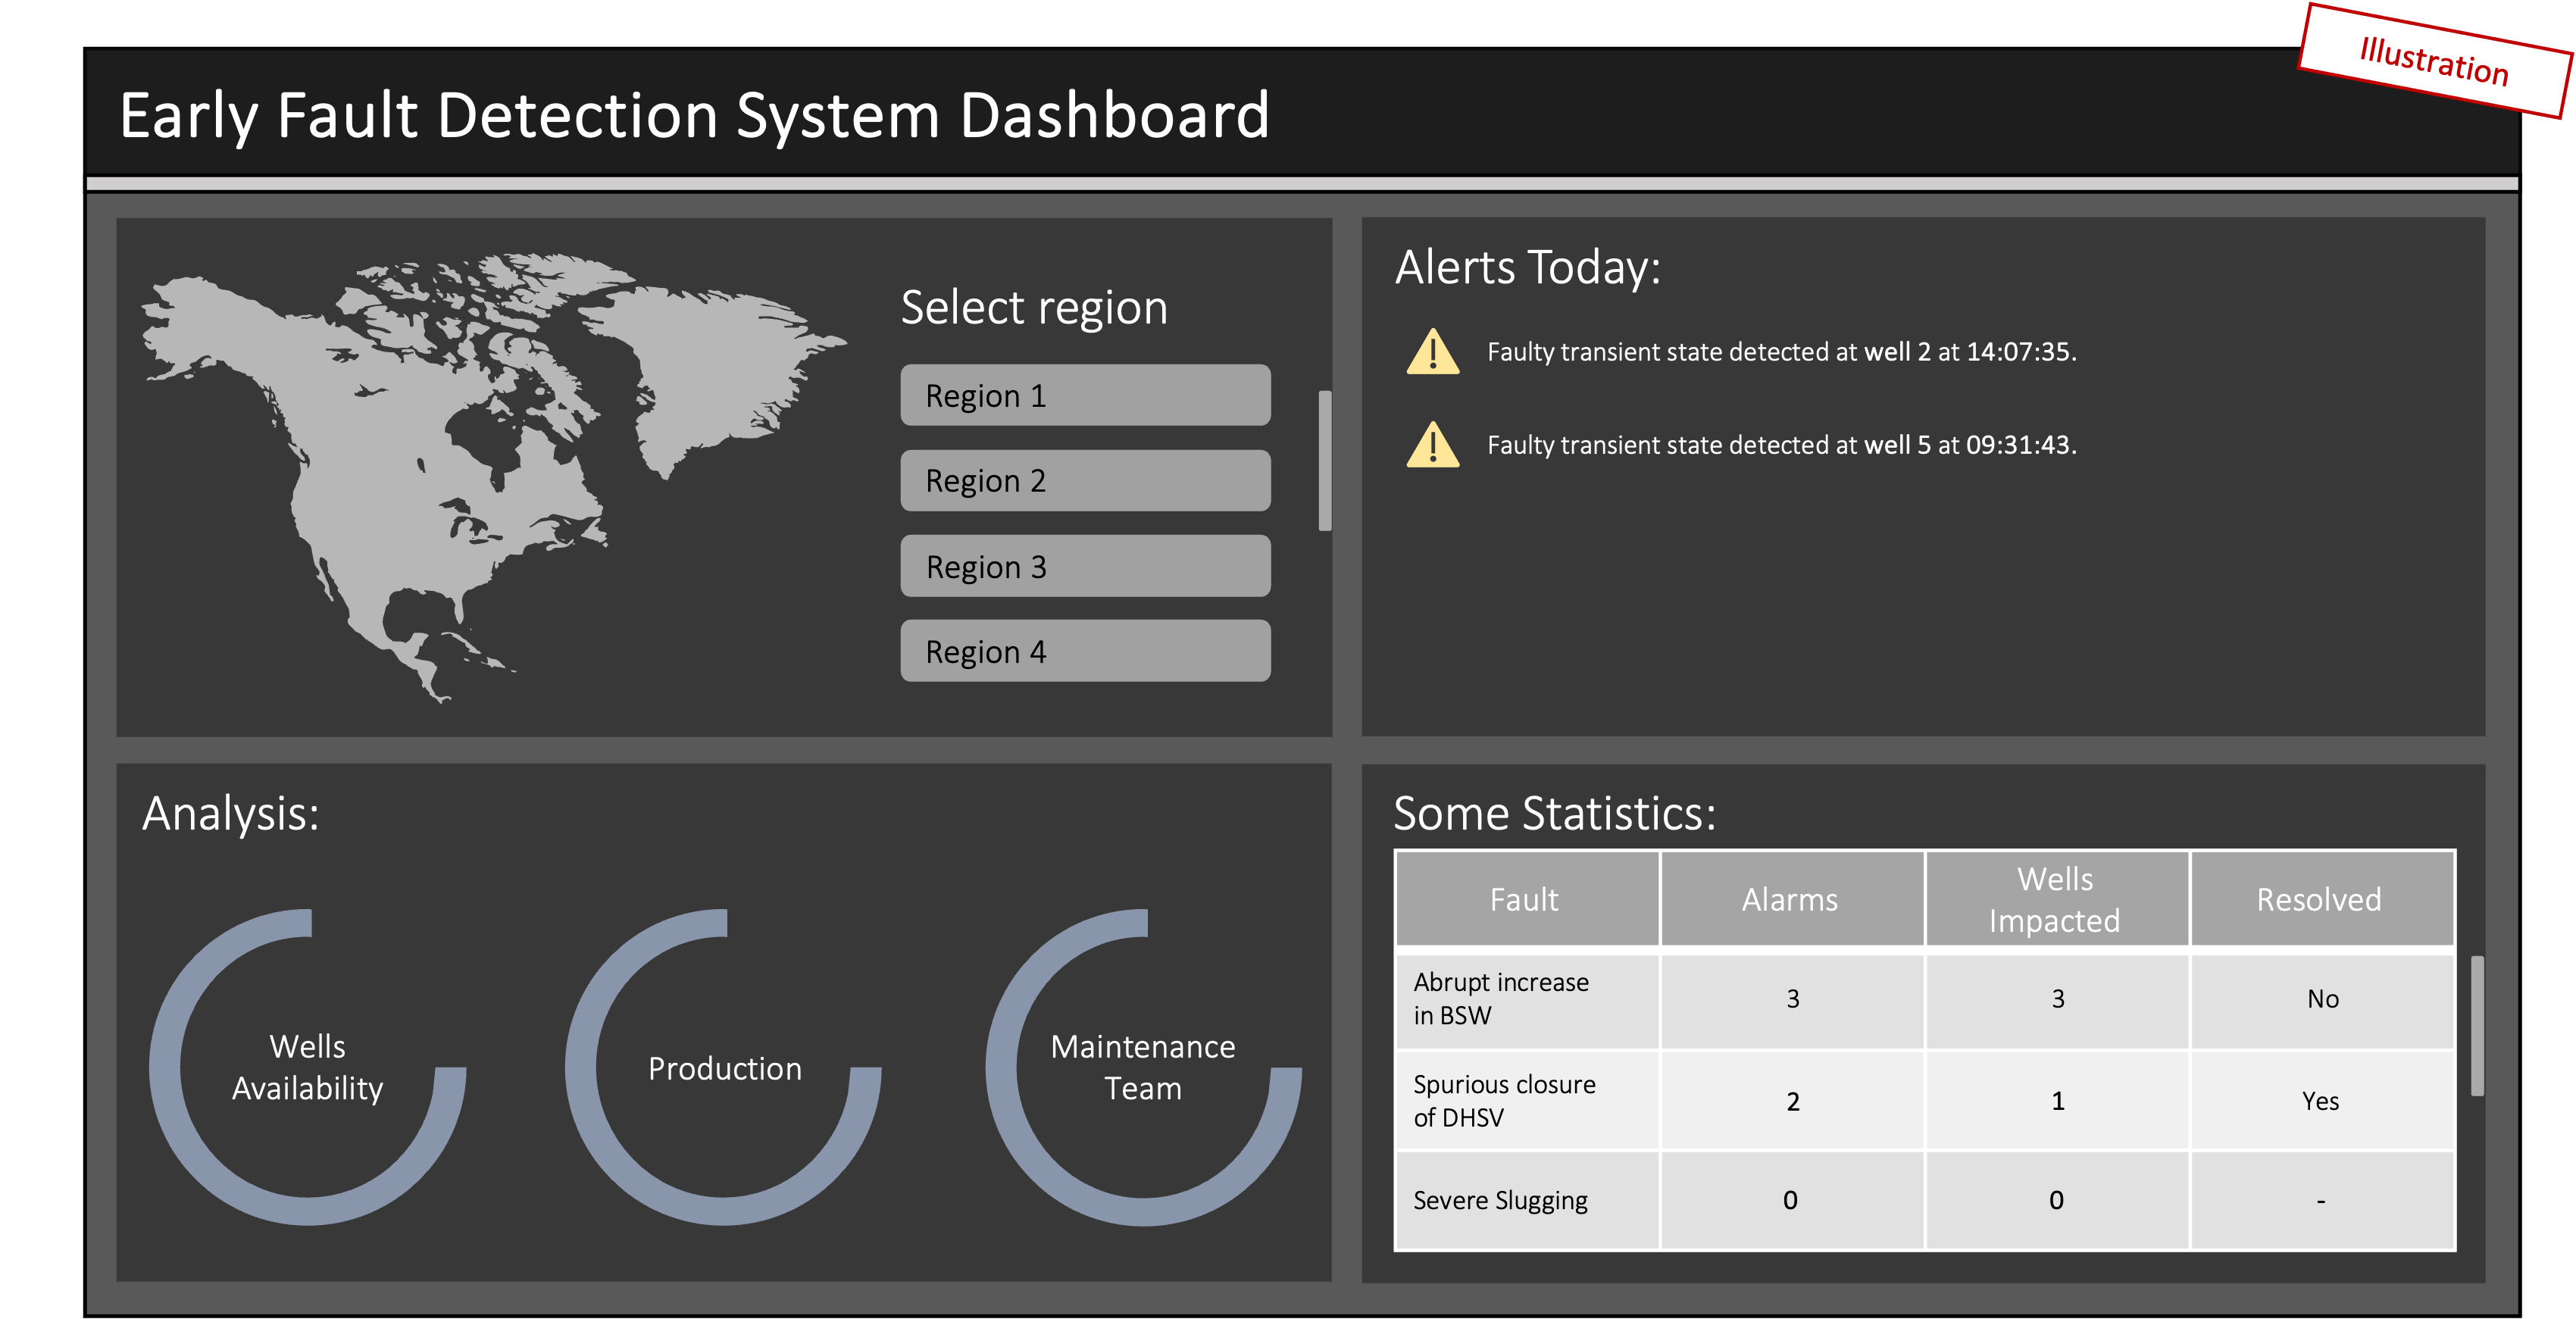 Illustration
Early Fault Detection System Dashboard
Select region
Region 1
Region 2
Region 3
Region 4
Alerts Today:
Faulty transient state detected at well 2 at 14:07:35.
Faulty transient state detected at well 5 at 09:31:43.
Analysis:
Wells
Availability
Production
Maintenance
Team
Some Statistics:
Fault Alarms Wells Impacted Resolved
Abrupt increase
in BSW
3 3 No
Spurious closure
of DHSV
2 1 Yes
Severe Slugging 0 0 -